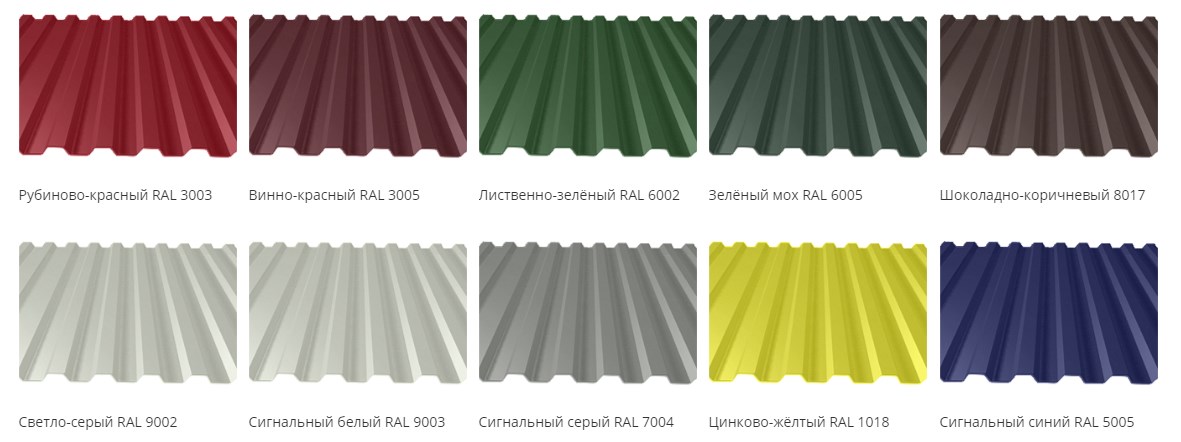 Рубиново-красный RAL 3003
Винно-красный RAL 3005
Лиственно-зелёный RAL 6002
Зелёный мох RAL 6005
Шоколадно-коричневый 8017
Светло-серый RAL 9002
Сигнальный белый RAL 9003
Сигнальный серый RAL 7004
Цинково-жёлтый RAL 1018
Сигнальный синий RAL 5005